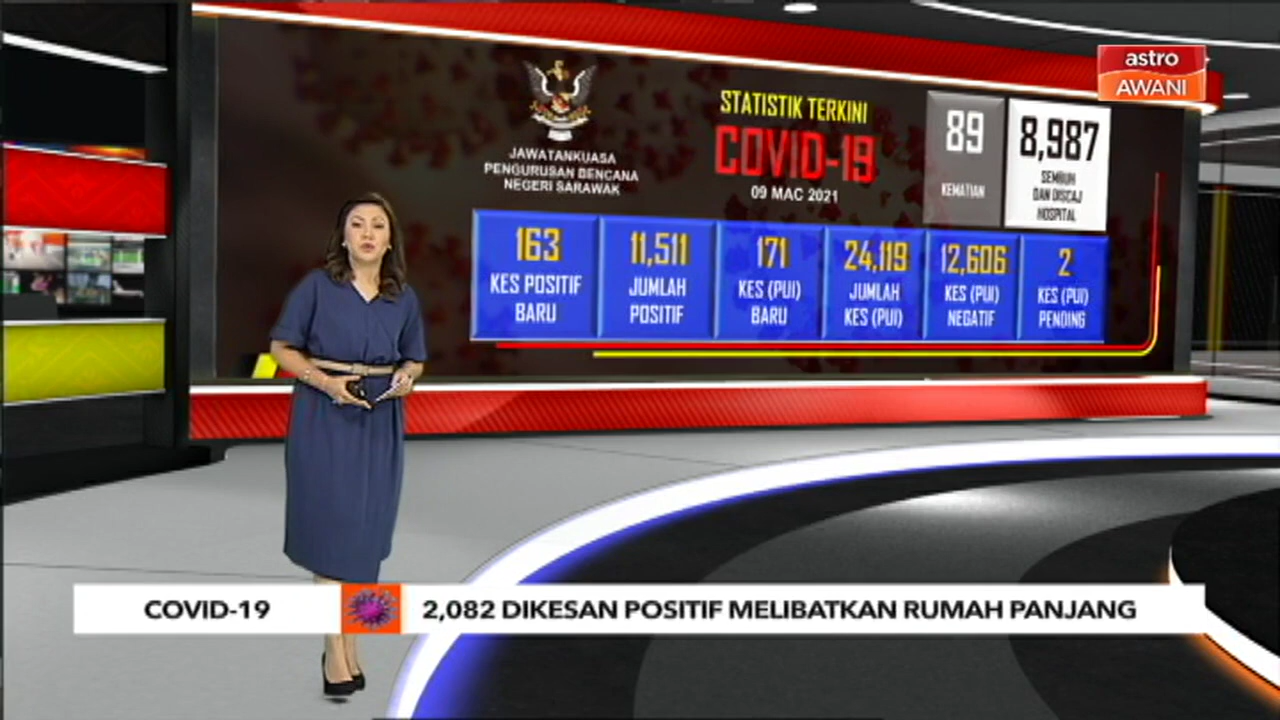 astro
AWANI
JAWATANKUASA
PENGURUSAN BENCANA
NEGERI SARAWAK
STATISTIK TERKINI
COVID-19
09 MAC 2021
89
KEMATIAN
8,987
SEMBUH
DAN DISCAJ
HOSPITAL
163
KES POSITIF
BARU
11,511
JUMLAH
POSITIF
171
KES (PUI)
BARU
24,119
JUMLAH
KES (PUI)
12,606
KES (PUI)
NEGATIF
2
KES (PUI)
PENDING
COVID-19
2,082 DIKESAN POSITIF MELIBATKAN RUMAH PANJANG